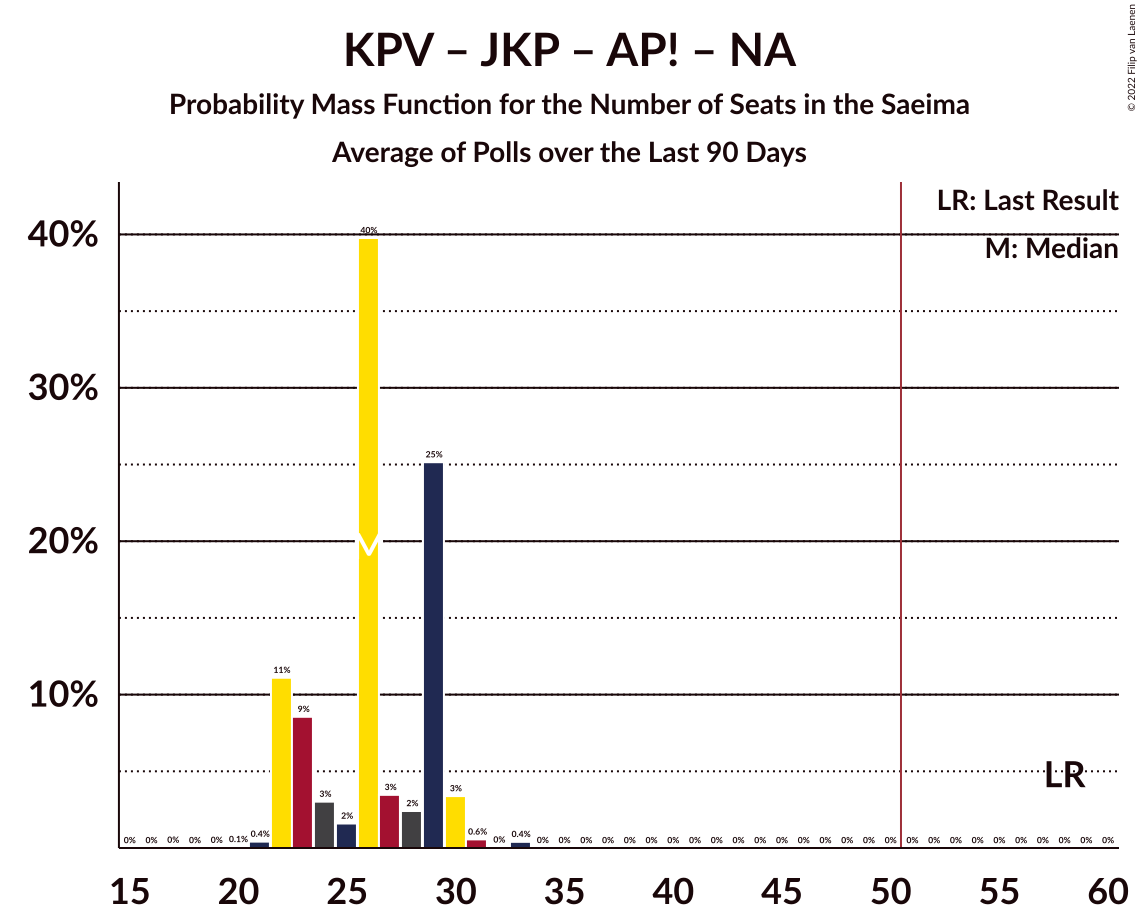 KPV – JKP – AP! – NA
Probability Mass Function for the Number of Seats in the Saeima
Average of Polls over the Last 90 Days
© 2022 Filip van Laenen
LR: Last Result
M: Median
40%
30%
20%
10%
0% 0% 0% 0% 0% 0.1% 0.4% 11% 9% 3% 2% 40% 3% 2% 25% 3% 0.6% 0% 0.4% 0% 0% 0% 0% 0% 0% 0% 0% 0% 0% 0% 0% 0% 0% 0% 0% 0% 0% 0% 0% 0% 0% 0% 0% 0% 0% 0%
M
LR
15 20 25 30 35 40 45 50 55 60